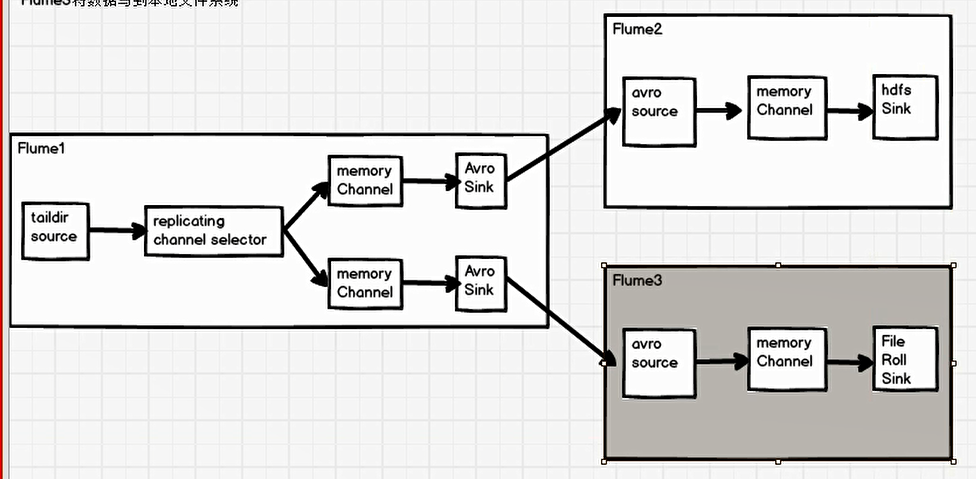 Flume3将数据写到本地文件系统
Flume2
avro
source
memory
Channel
hdfs
Sink
Flume1
taildir
source
replicating
channel selector
memory
Channel
Avro
Sink
memory
Channel
Avro
Sink
Flume3
avro
source
memory
Channel
File
Roll
Sink